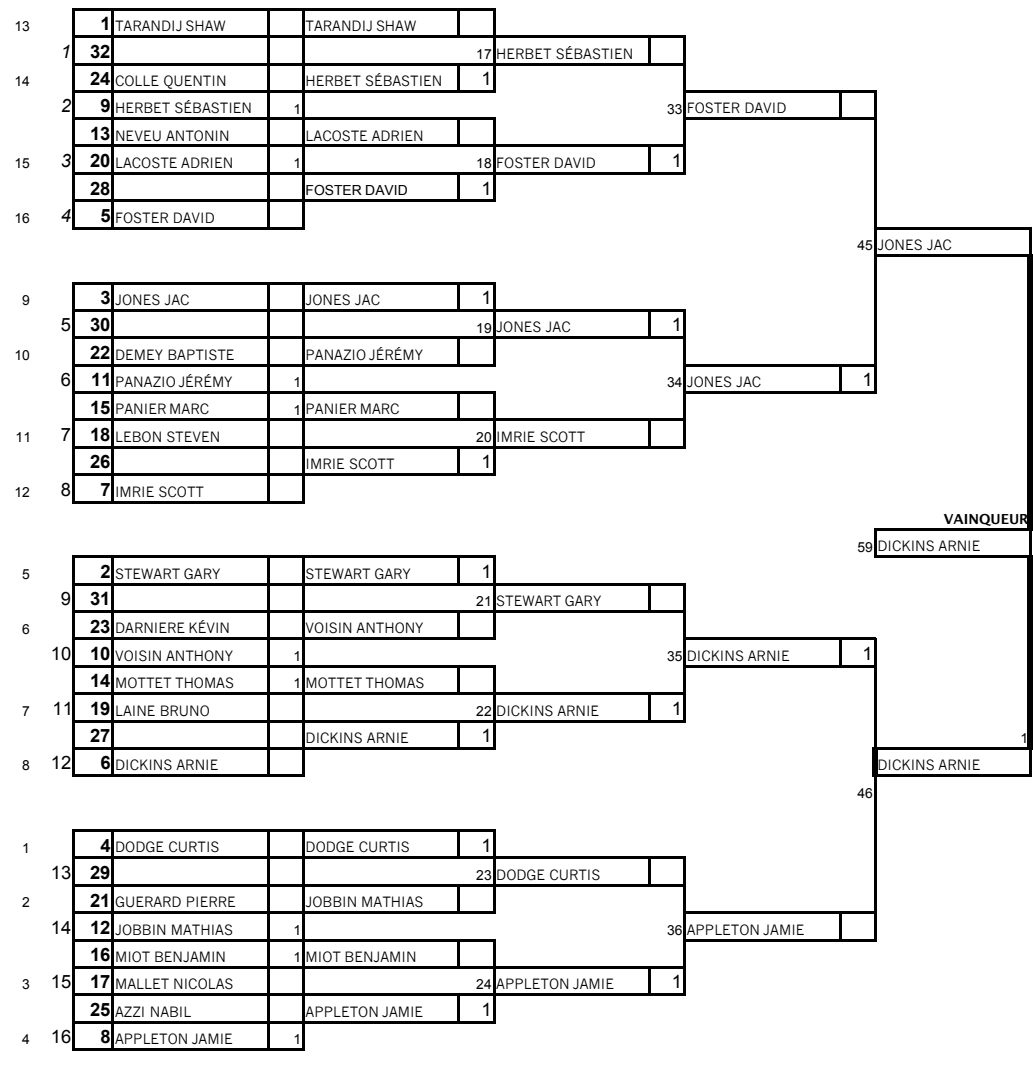 13 1 TARANDIJ SHAW TARANDIJ SHAW
1 32 17 HERBET SÉBASTIEN
14 24 COLLE QUENTIN HERBET SÉBASTIEN 1
2 9 HERBET SÉBASTIEN 1 33 FOSTER DAVID
13 NEVEU ANTONIN LACOSTE ADRIEN
15 3 20 LACOSTE ADRIEN 1 18 FOSTER DAVID 1
28 FOSTER DAVID 1
16 4 5 FOSTER DAVID
45 JONES JAC
9 3 JONES JAC JONES JAC 1
5 30 19 JONES JAC 1
10 22 DEMEY BAPTISTE PANAZIO JÉRÉMY
6 11 PANAZIO JÉRÉMY 1 34 JONES JAC 1
15 PANIER MARC 1 PANIER MARC
11 7 18 LEBON STEVEN 20 IMRIE SCOTT
26 IMRIE SCOTT 1
12 8 7 IMRIE SCOTT
VAINQUEUR
59 DICKINS ARNIE
5 2 STEWART GARY STEWART GARY 1
9 31 21 STEWART GARY
6 23 DARNIERE KÉVIN VOISIN ANTHONY
10 10 VOISIN ANTHONY 1 35 DICKINS ARNIE 1
14 MOTTET THOMAS 1 MOTTET THOMAS
7 11 19 LAINE BRUNO 22 DICKINS ARNIE 1
27 DICKINS ARNIE 1 1
8 12 6 DICKINS ARNIE DICKINS ARNIE
46
1 4 DODGE CURTIS DODGE CURTIS 1
13 29 23 DODGE CURTIS
2 21 GUERARD PIERRE JOBBIN MATHIAS
14 12 JOBBIN MATHIAS 1 36 APPLETON JAMIE
16 MIOT BENJAMIN 1 MIOT BENJAMIN
3 15 17 MALLET NICOLAS 24 APPLETON JAMIE 1
25 AZZI NABIL APPLETON JAMIE 1
4 16 8 APPLETON JAMIE 1